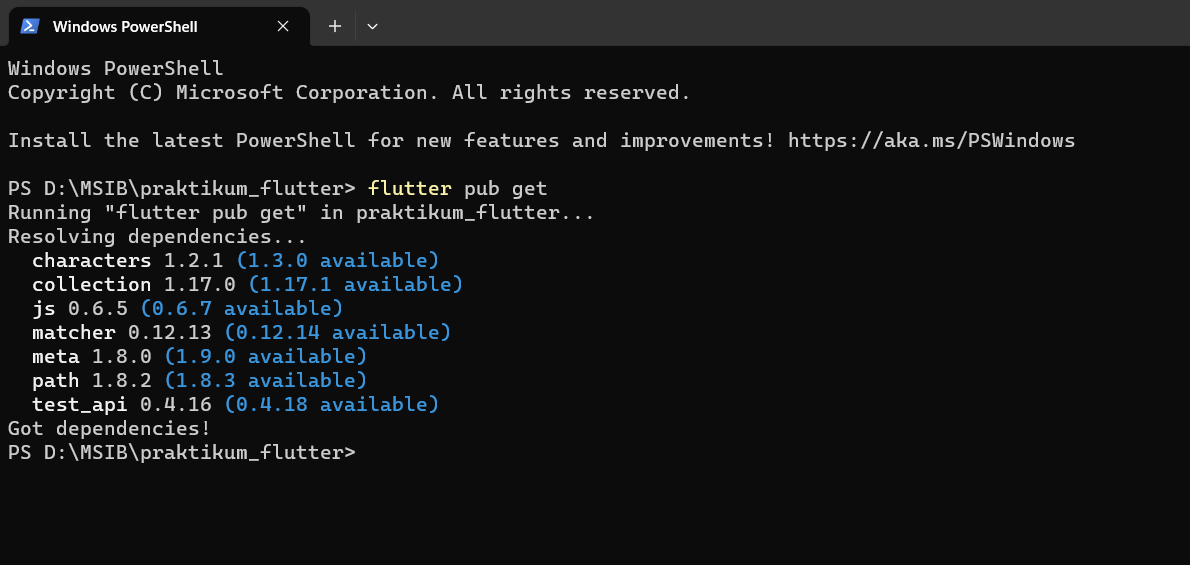 Windows PowerShell
Windows PowerShell
Copyright (C) Microsoft Corporation. All rights reserved.
Install the latest PowerShell for new features and improvements! https://aka.ms/PSWindows
PS D:\MSIB\praktikum_flutter> flutter pub get
Running "flutter pub get" in praktikum_flutter...
Resolving dependencies...
  characters 1.2.1 (1.3.0 available)
  collection 1.17.0 (1.17.1 available)
  js 0.6.5 (0.6.7 available)
  matcher 0.12.13 (0.12.14 available)
  meta 1.8.0 (1.9.0 available)
  path 1.8.2 (1.8.3 available)
  test_api 0.4.16 (0.4.18 available)
Got dependencies!
PS D:\MSIB\praktikum_flutter>